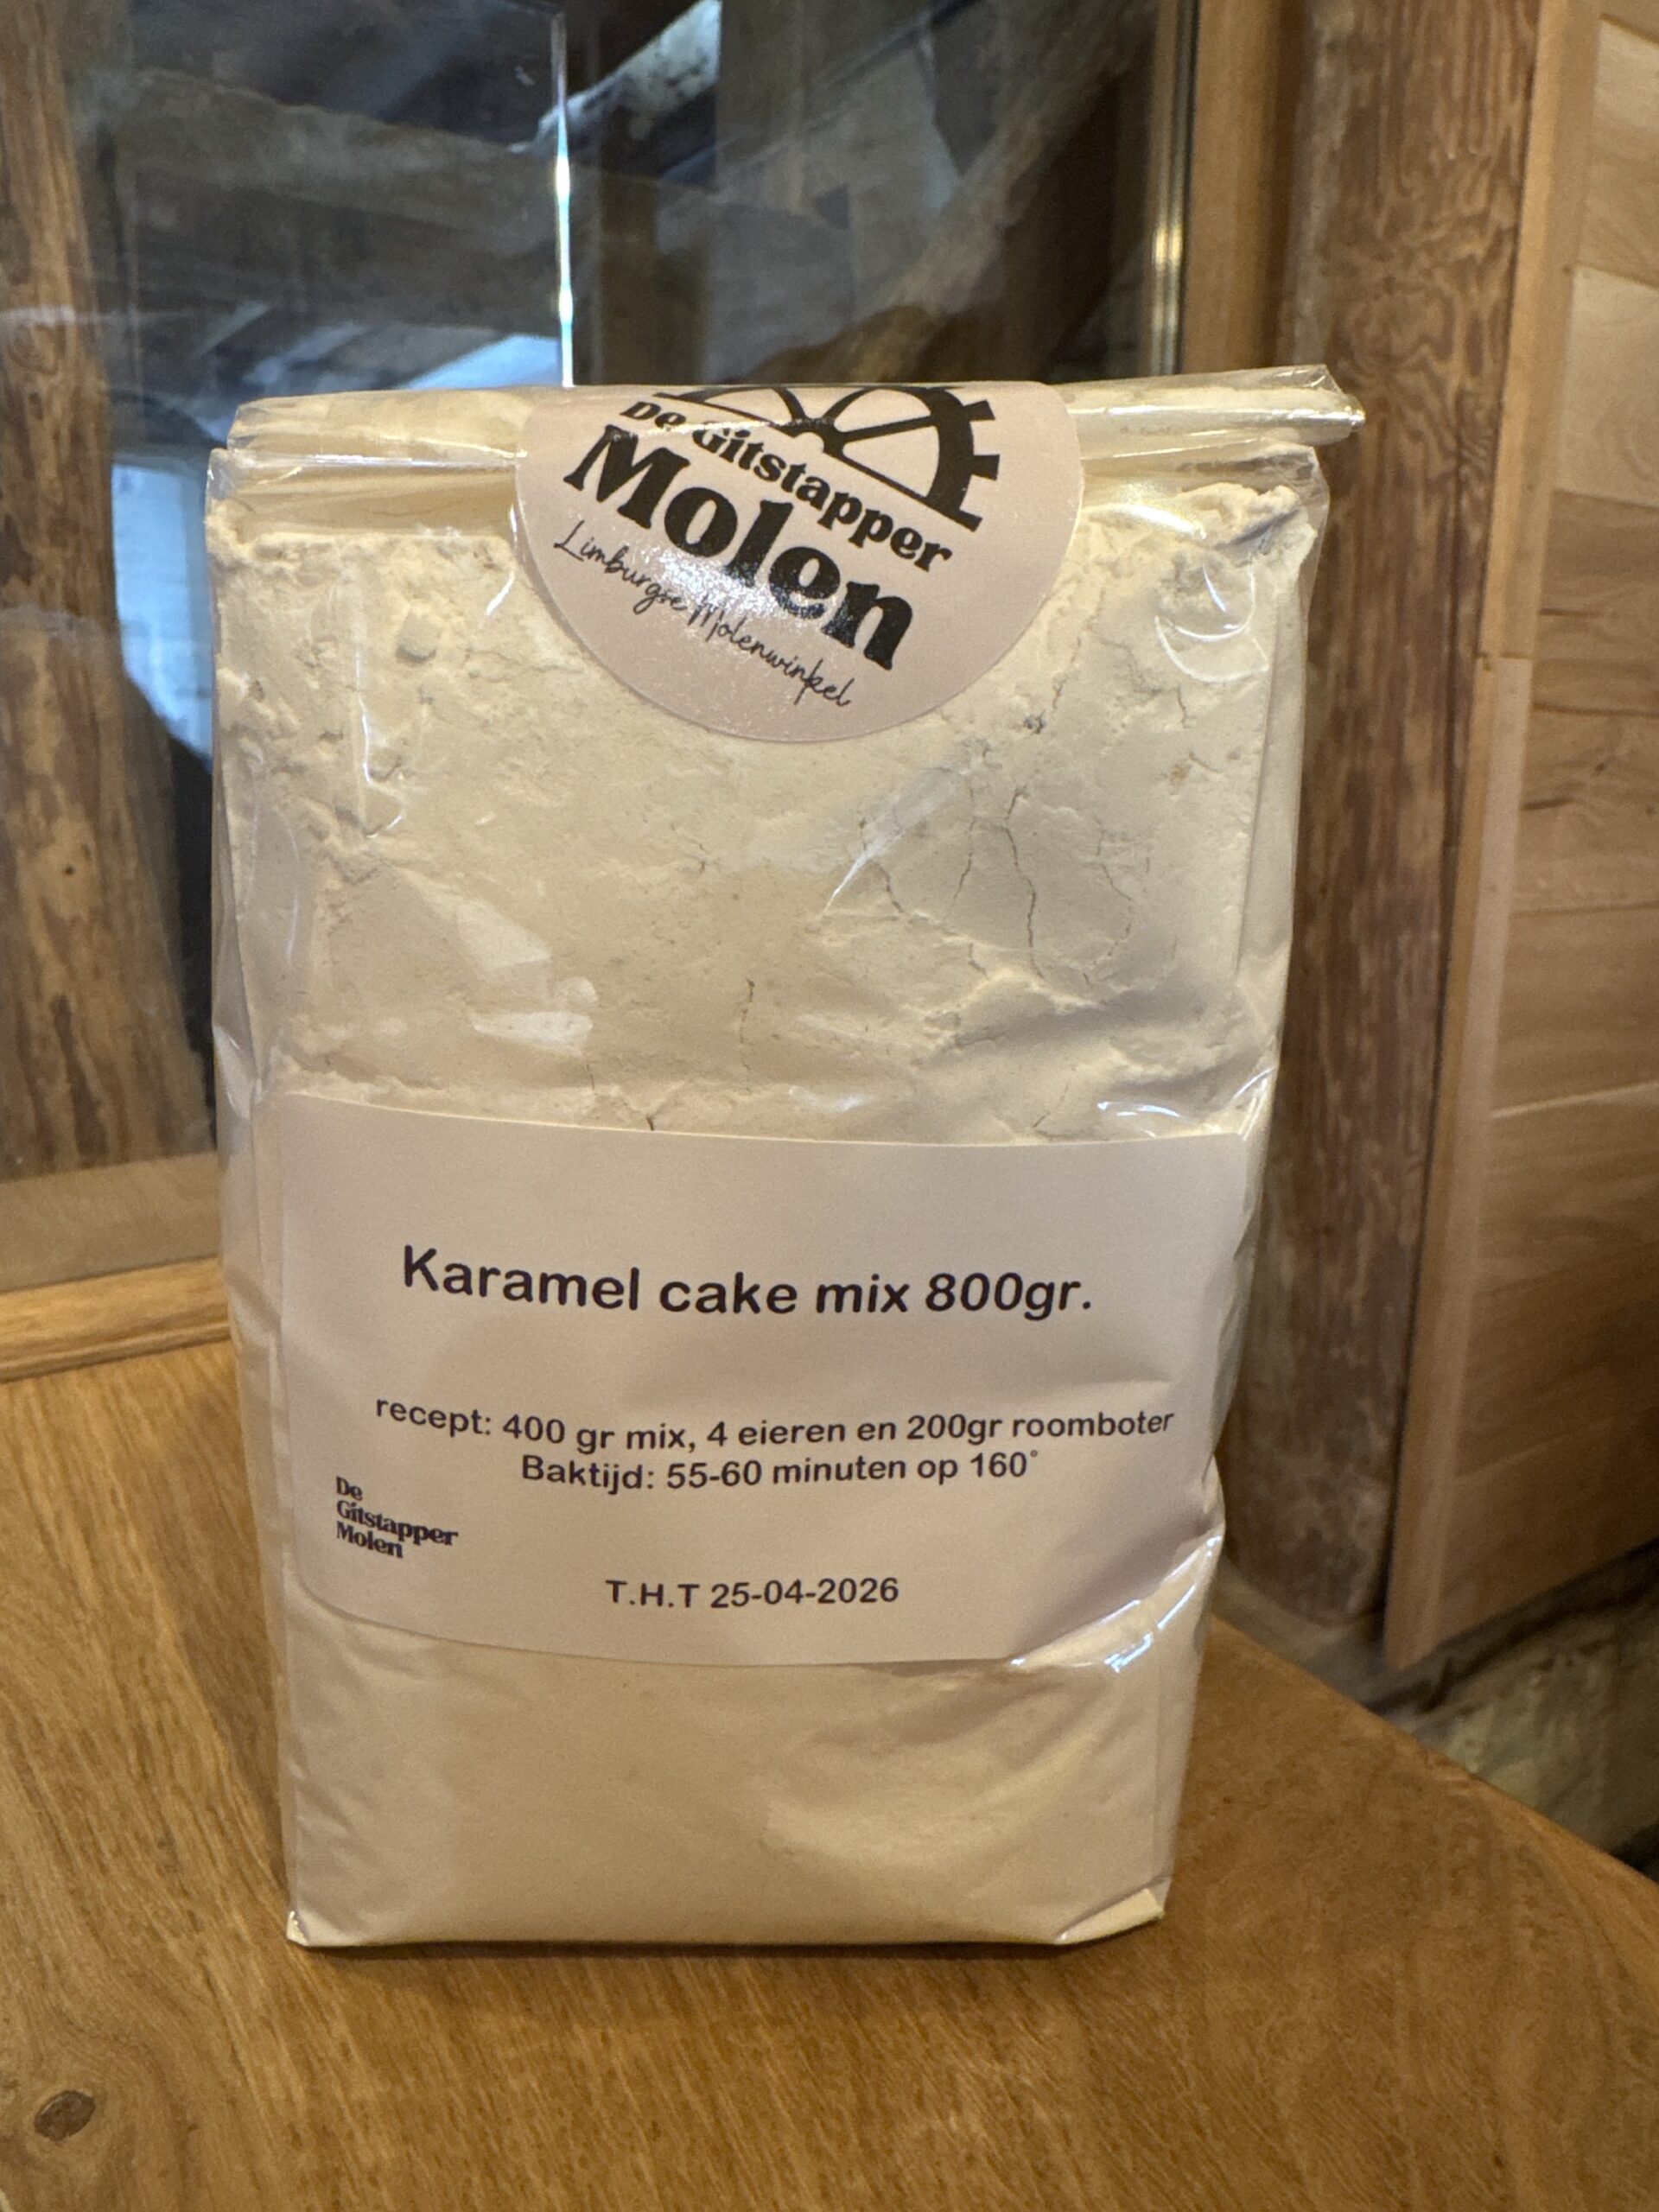 De Gitstapper
Molen
Limburgse Molenwinkel
Karamel cake mix 800gr.
recept: 400 gr mix, 4 eieren en 200gr roomboter
Baktijd: 55-60 minuten op 160°
De
Gitstapper
Molen
T.H.T 25-04-2026